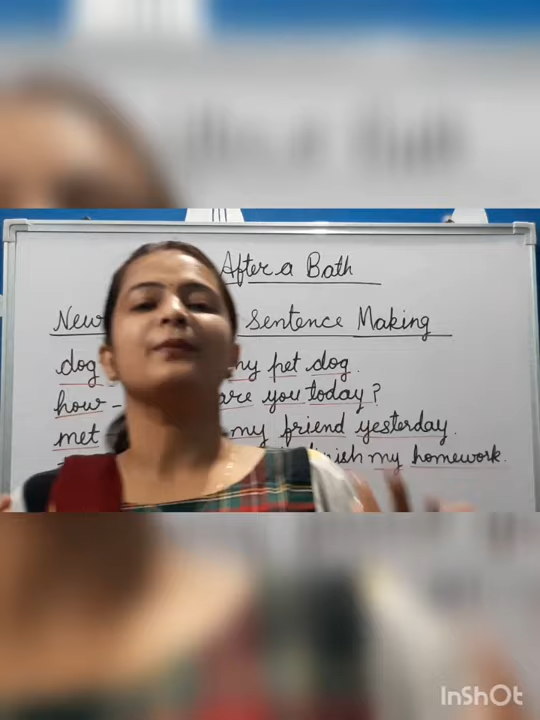 After a Bath
New Sentence Making
dog my pet dog.
how - are you today?
met my friend yesterday.
finish my homework.
InShOt